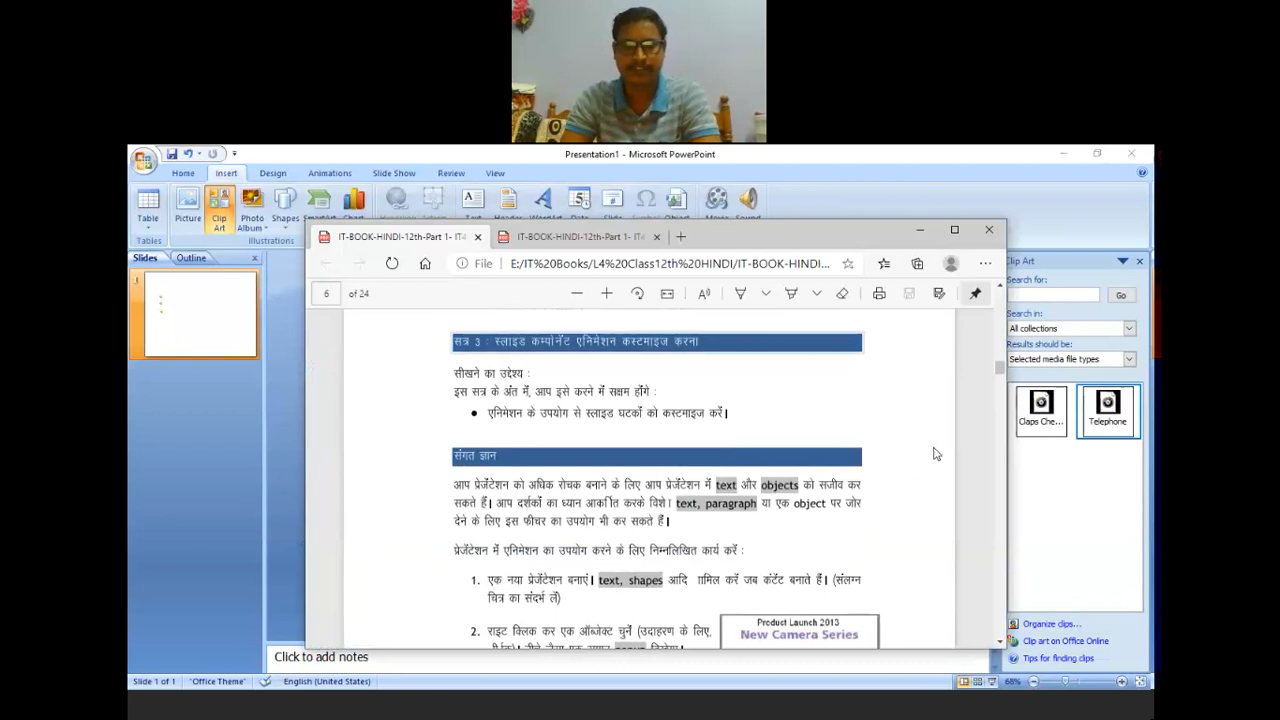 Presentation1 - Microsoft PowerPoint
Home Insert Design Animations Slide Show Review View
Table Picture Clip Art Photo Album Shapes SmartArt Chart
Tables Illustrations
Slides Outline
IT-BOOK-HINDI-12th-Part 1- IT4 IT-BOOK-HINDI-12th-Part 1- IT4
File E:/IT%20Books/L4%20Class12th%20HINDI/IT-BOOK-HINDI...
6 of 24
सत्र 3 : स्लाइड कम्पोनेंट एनिमेशन कस्टमाइज करना
सीखने का उद्देश्य :
इस सत्र के अंत में, आप इसे करने में सक्षम होंगे :
● एनिमेशन के उपयोग से स्लाइड घटकों को कस्टमाइज करें।
संगत ज्ञान
आप प्रेजेंटेशन को अधिक रोचक बनाने के लिए आप प्रेजेंटेशन में text और objects को सजीव कर
सकते हैं। आप दर्शकों का ध्यान करके text, paragraph या एक object पर जोर
देने के लिए इस फीचर का उपयोग भी कर सकते हैं।
प्रेजेंटेशन में एनिमेशन का उपयोग करने के लिए निम्नलिखित कार्य करें :
1. एक नया प्रेजेंटेशन बनाएं। text, shapes आदि ामिल करें जब कंटेंट बनाते हैं। (संलग्न
चित्र का संदर्भ लें)
2. राइट क्लिक कर एक ऑब्जेक्ट चुनें (उदाहरण के लिए,
Product Launch 2013
New Camera Series
Clip Art
Search for:
Go
Search in:
All collections
Results should be:
Selected media file types
Claps Che... Telephone
Organize clips...
Clip art on Office Online
Tips for finding clips
Click to add notes
Slide 1 of 1 "Office Theme" English (United States) 68%